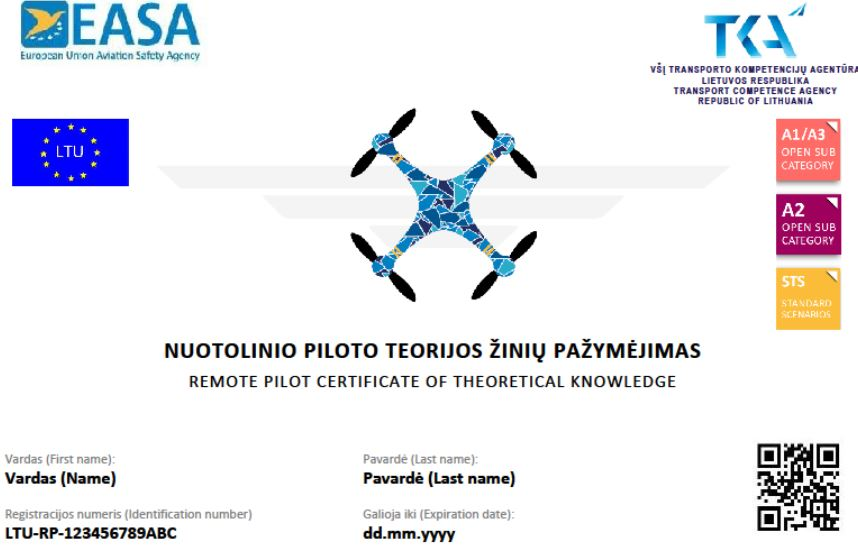 EASA
European Union Aviation Safety Agency
TKA
VŠĮ TRANSPORTO KOMPETENCIJŲ AGENTŪRA
LIETUVOS RESPUBLIKA
TRANSPORT COMPETENCE AGENCY
REPUBLIC OF LITHUANIA
LTU
A1/A3
OPEN SUB
CATEGORY
A2
OPEN SUB
CATEGORY
STS
STANDARD
SCENARIOS
NUOTOLINIO PILOTO TEORIJOS ŽINIŲ PAŽYMĖJIMAS
REMOTE PILOT CERTIFICATE OF THEORETICAL KNOWLEDGE
Vardas (First name):
Vardas (Name)
Pavardė (Last name):
Pavardė (Last name)
Registracijos numeris (Identification number)
LTU-RP-123456789ABC
Galioja iki (Expiration date):
dd.mm.yyyy